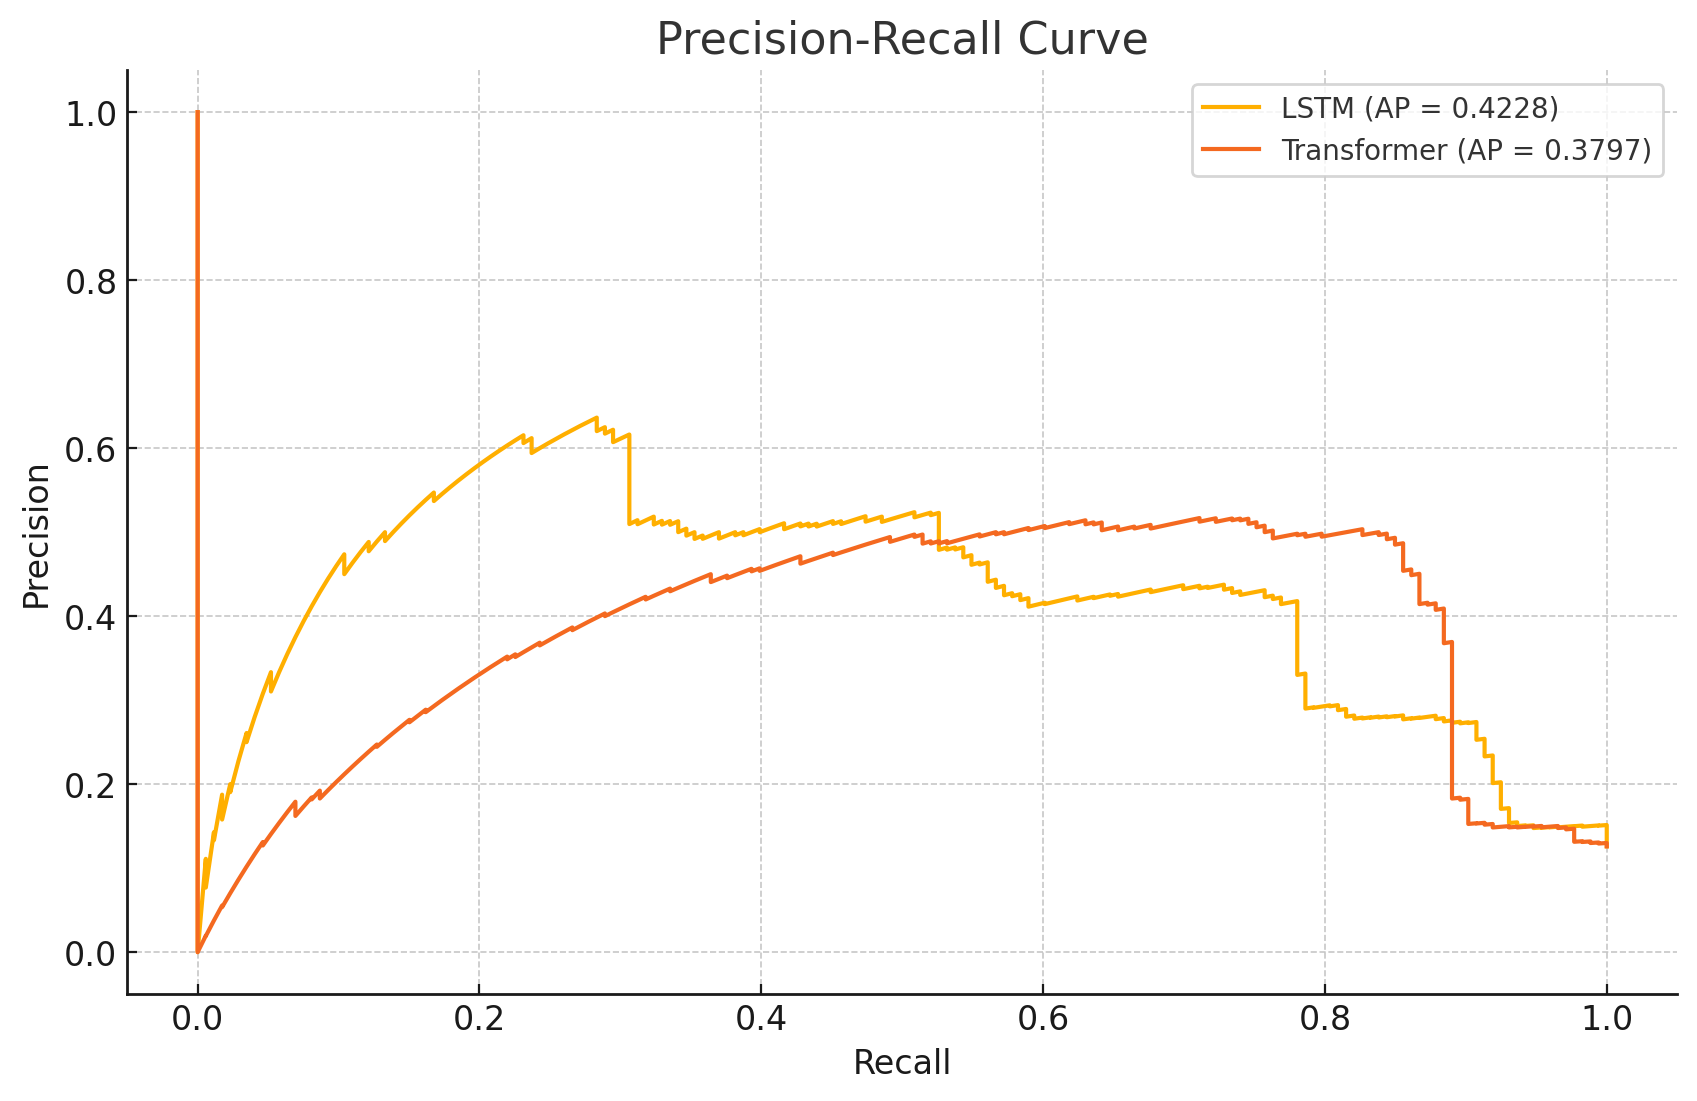 Precision-Recall Curve
LSTM (AP = 0.4228)
Transformer (AP = 0.3797)
Precision
1.0
0.8
0.6
0.4
0.2
0.0
0.0 0.2 0.4 0.6 0.8 1.0
Recall